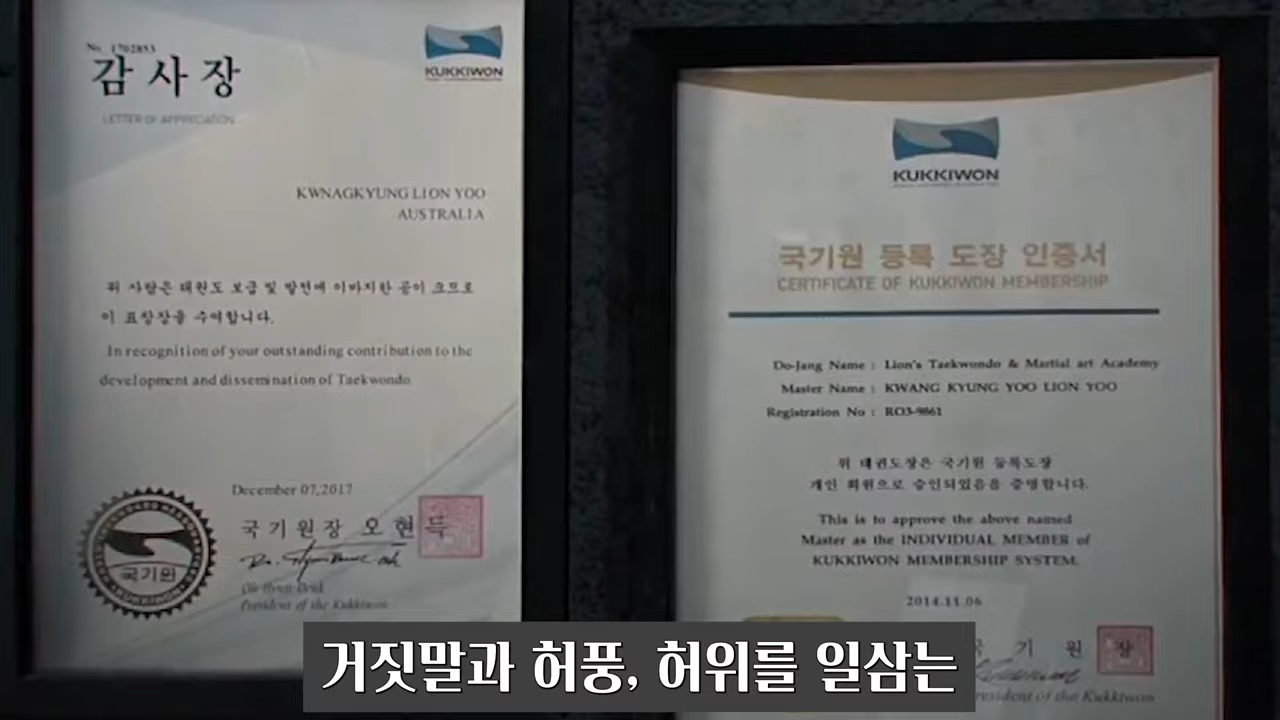 No. 1702853
감사장
LETTER OF APPRECIATION
KUKKIWON
KWNAGKYUNG LION YOO
AUSTRALIA
위 사람은 태권도 보급 및 발전에 이바지한 공이 크므로
이 표창장을 수여합니다.
In recognition of your outstanding contribution to the
development and dissemination of Taekwondo
December 07,2017
국기원장 오현득
Oh Hyun Deuk
President of the Kukkiwon
국기원
KUKKIWON
KUKKIWON
국기원 등록 도장 인증서
CERTIFICATE OF KUKKIWON MEMBERSHIP
Do-Jang Name : Lion's Taekwondo & Martial art Academy
Master Name : KWANG KYUNG YOO LION YOO
Registration No : RO3-9861
위 태권도장은 국기원 등록도장
개인 회원으로 승인되었음을 증명합니다.
This is to approve the above named
Master as the INDIVIDUAL MEMBER of
KUKKIWON MEMBERSHIP SYSTEM.
2014.11.06
기 원 장
President of the Kukkiwon
거짓말과 허풍, 허위를 일삼는